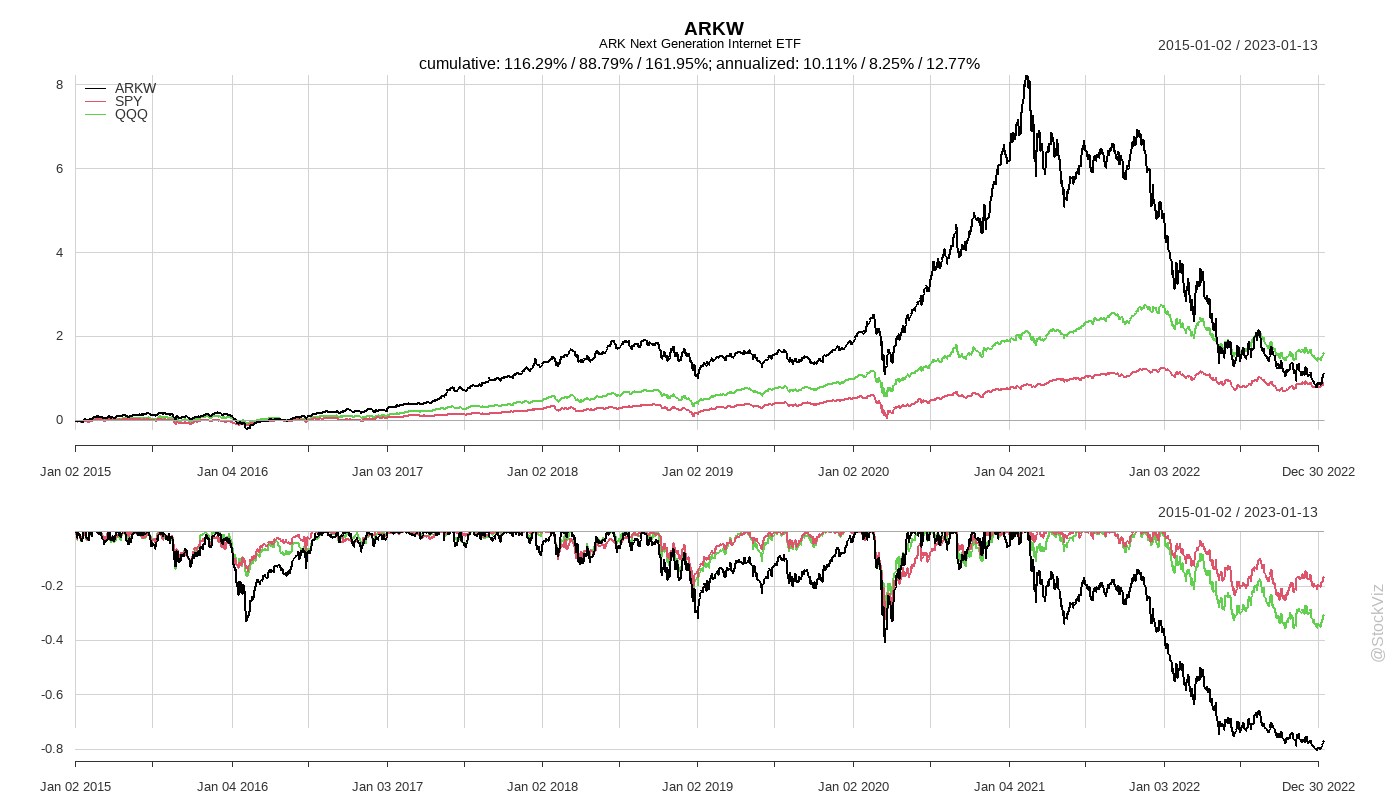 ARKW
ARK Next Generation Internet ETF
2015-01-02 / 2023-01-13
cumulative: 116.29% / 88.79% / 161.95%; annualized: 10.11% / 8.25% / 12.77%
ARKW
SPY
QQQ
8
6
4
2
0
Jan 02 2015 Jan 04 2016 Jan 03 2017 Jan 02 2018 Jan 02 2019 Jan 02 2020 Jan 04 2021 Jan 03 2022 Dec 30 2022
2015-01-02 / 2023-01-13
-0.2
-0.4
-0.6
-0.8
Jan 02 2015 Jan 04 2016 Jan 03 2017 Jan 02 2018 Jan 02 2019 Jan 02 2020 Jan 04 2021 Jan 03 2022 Dec 30 2022
@StockViz